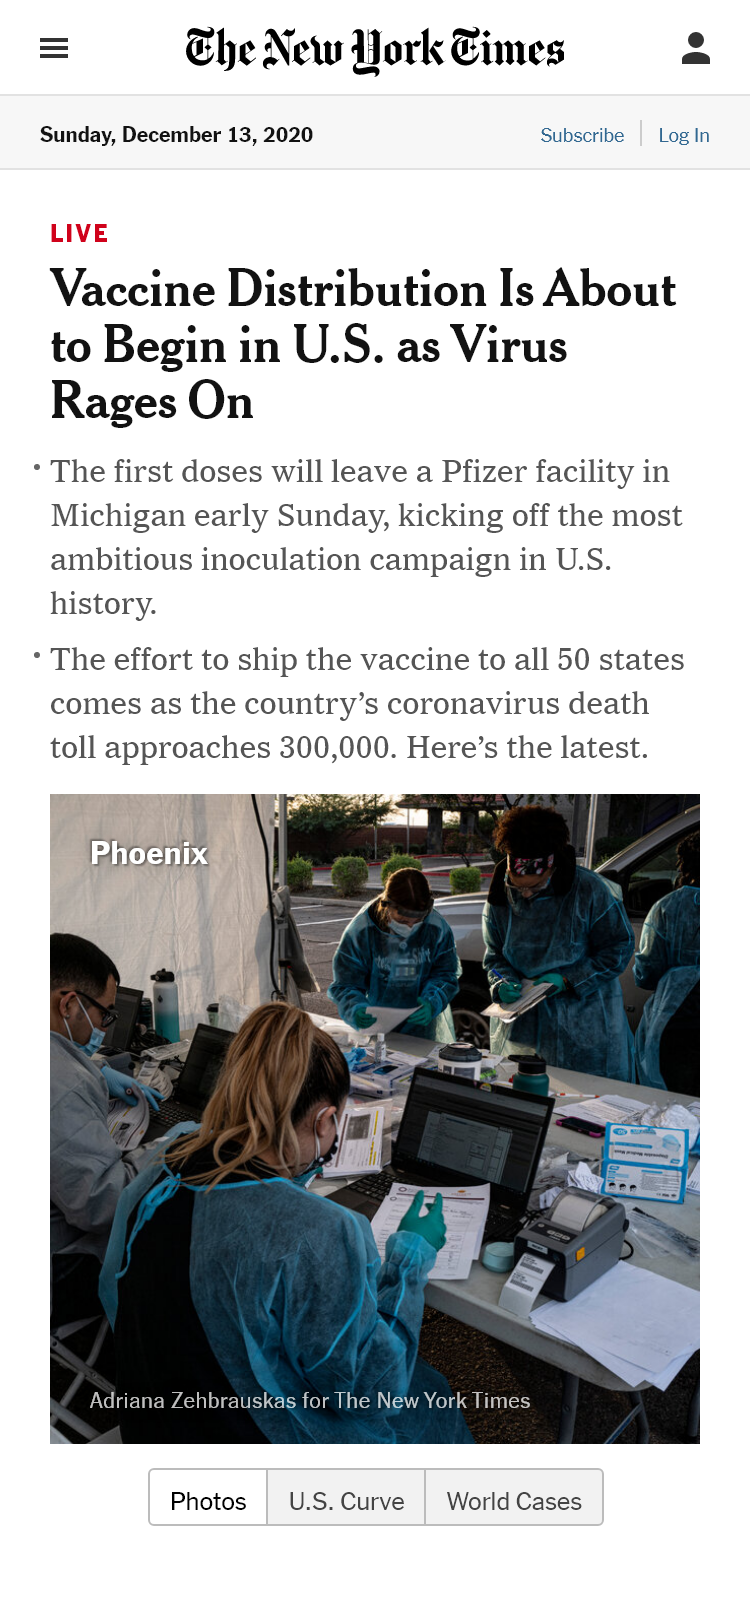 The New York Times
Sunday, December 13, 2020
Subscribe
Log In
LIVE
Vaccine Distribution Is About
to Begin in U.S. as Virus
Rages On
• The first doses will leave a Pfizer facility in
Michigan early Sunday, kicking off the most
ambitious inoculation campaign in U.S.
history.
• The effort to ship the vaccine to all 50 states
comes as the country’s coronavirus death
toll approaches 300,000. Here’s the latest.
Phoenix
Adriana Zehbrauskas for The New York Times
Photos
U.S. Curve
World Cases